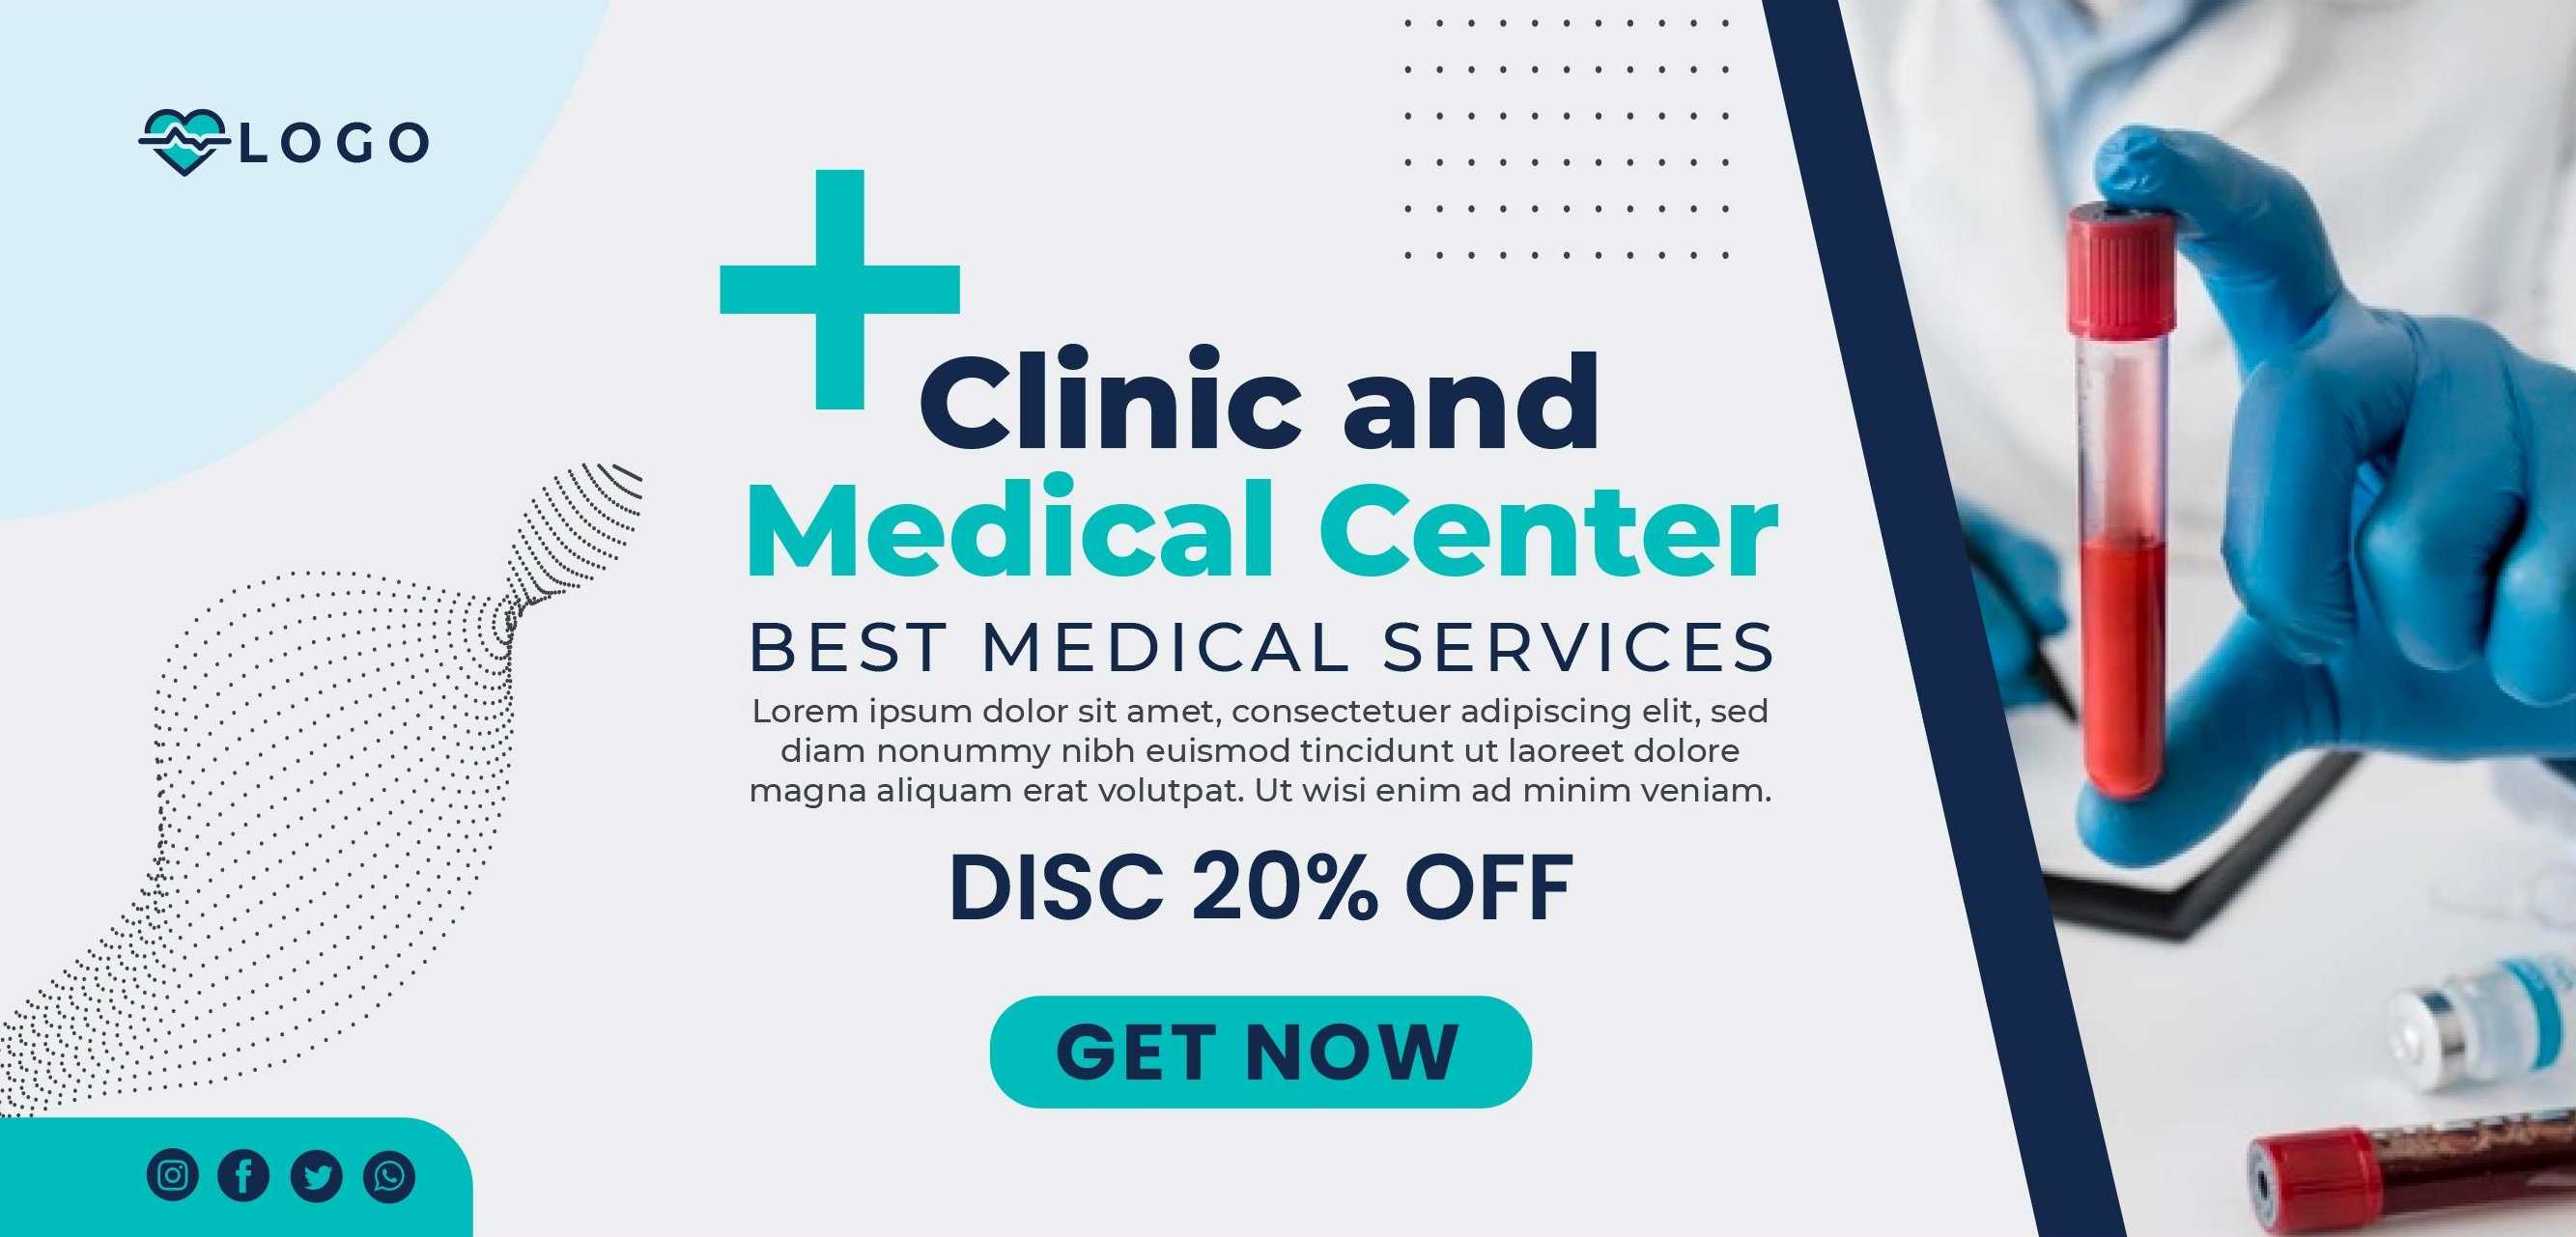 LOGO
Clinic and
Medical Center
BEST MEDICAL SERVICES
Lorem ipsum dolor sit amet, consectetuer adipiscing elit, sed
diam nonummy nibh euismod tincidunt ut laoreet dolore
magna aliquam erat volutpat. Ut wisi enim ad minim veniam.
DISC 20% OFF
GET NOW